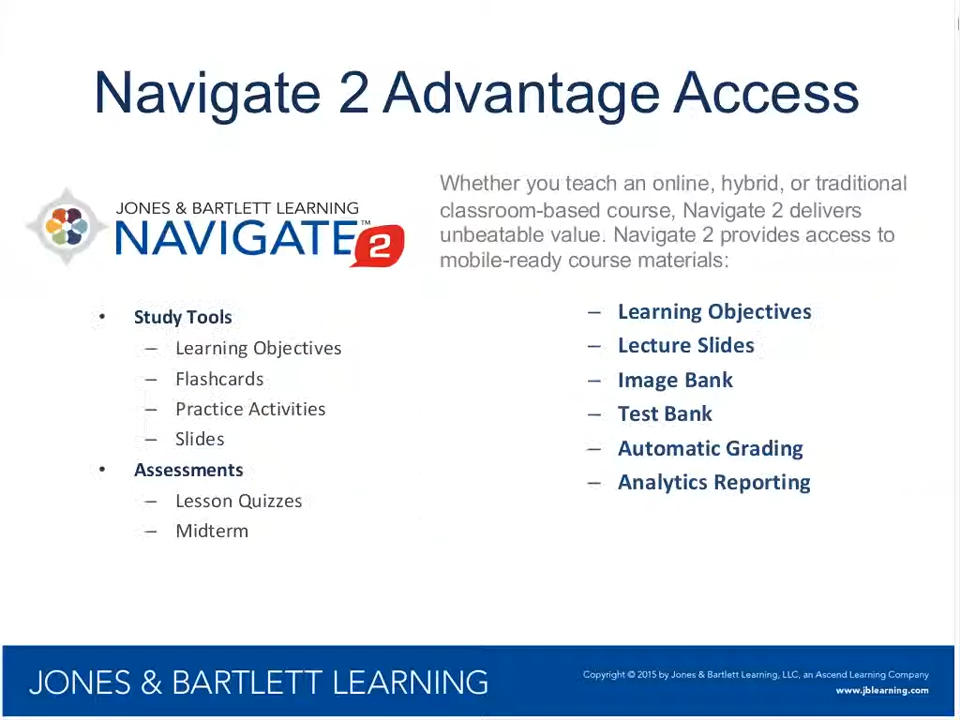 Navigate 2 Advantage Access
JONES & BARTLETT LEARNING
NAVIGATE™ 2
Whether you teach an online, hybrid, or traditional
classroom-based course, Navigate 2 delivers
unbeatable value. Navigate 2 provides access to
mobile-ready course materials:
• Study Tools
– Learning Objectives
– Flashcards
– Practice Activities
– Slides
• Assessments
– Lesson Quizzes
– Midterm
– Learning Objectives
– Lecture Slides
– Image Bank
– Test Bank
– Automatic Grading
– Analytics Reporting
JONES & BARTLETT LEARNING
Copyright © 2015 by Jones & Bartlett Learning, LLC, an Ascend Learning Company
www.jblearning.com